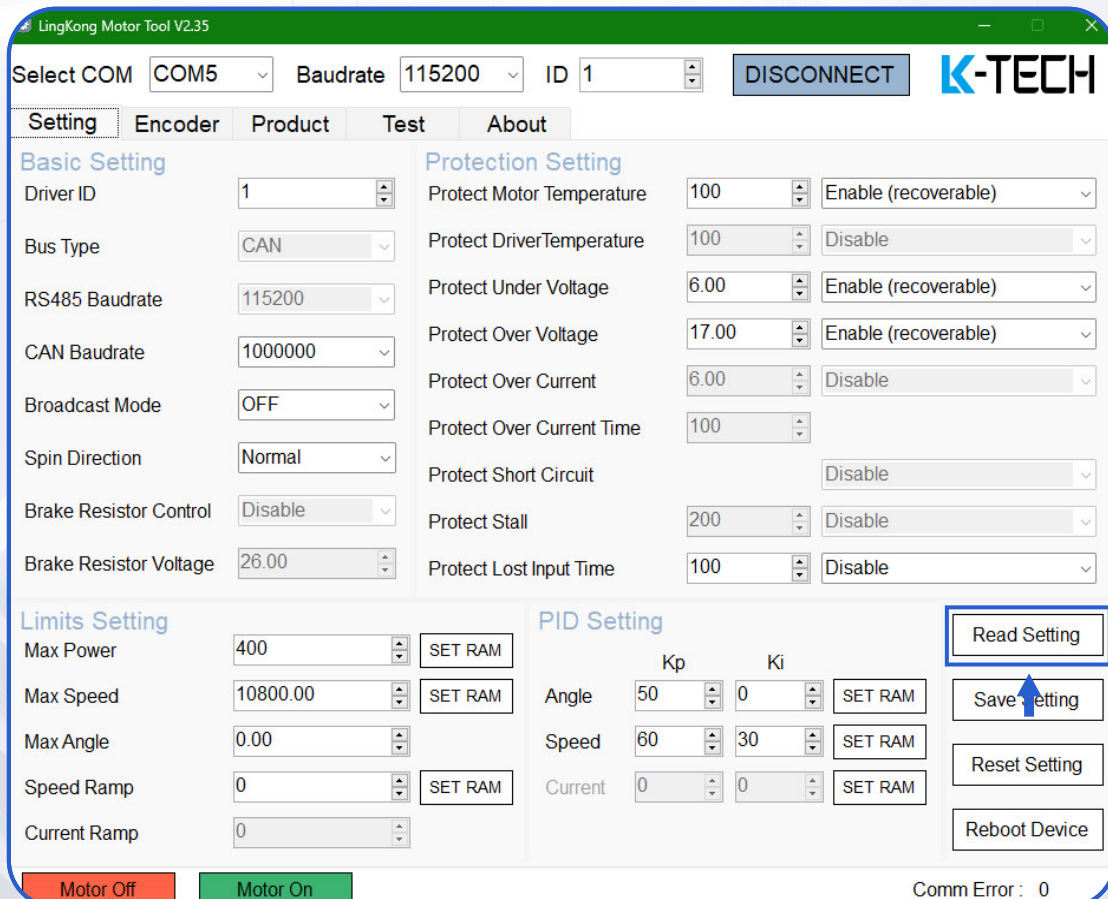 LingKong Motor Tool V2.35
Select COM COM5 Baudrate 115200 ID 1 DISCONNECT K-TECH
Setting Encoder Product Test About
Basic Setting
Driver ID 1
Bus Type CAN
RS485 Baudrate 115200
CAN Baudrate 1000000
Broadcast Mode OFF
Spin Direction Normal
Brake Resistor Control Disable
Brake Resistor Voltage 26.00
Protection Setting
Protect Motor Temperature 100 Enable (recoverable)
Protect DriverTemperature 100 Disable
Protect Under Voltage 6.00 Enable (recoverable)
Protect Over Voltage 17.00 Enable (recoverable)
Protect Over Current 6.00 Disable
Protect Over Current Time 100
Protect Short Circuit Disable
Protect Stall 200 Disable
Protect Lost Input Time 100 Disable
Limits Setting
Max Power 400 SET RAM
Max Speed 10800.00 SET RAM
Max Angle 0.00
Speed Ramp 0 SET RAM
Current Ramp 0
PID Setting
Kp Ki
Angle 50 0 SET RAM
Speed 60 30 SET RAM
Current 0 0 SET RAM
Read Setting
Save Setting
Reset Setting
Reboot Device
Motor Off Motor On Comm Error : 0